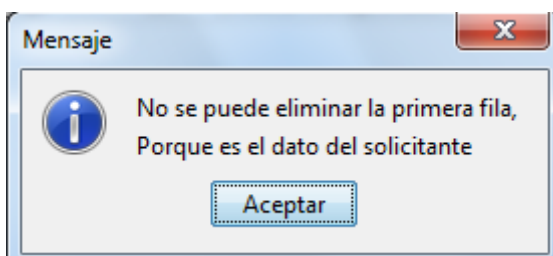 Mensaje
No se puede eliminar la primera fila,
Porque es el dato del solicitante
Aceptar